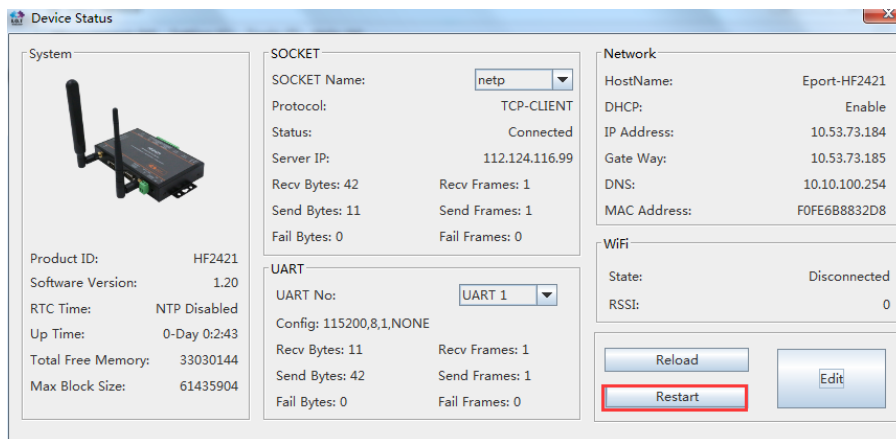 Device Status
System
Product ID: HF2421
Software Version: 1.20
RTC Time: NTP Disabled
Up Time: 0-Day 0:2:43
Total Free Memory: 33030144
Max Block Size: 61435904
SOCKET
SOCKET Name: netp
Protocol: TCP-CLIENT
Status: Connected
Server IP: 112.124.116.99
Recv Bytes: 42 Recv Frames: 1
Send Bytes: 11 Send Frames: 1
Fail Bytes: 0 Fail Frames: 0
UART
UART No: UART 1
Config: 115200,8,1,NONE
Recv Bytes: 11 Recv Frames: 1
Send Bytes: 42 Send Frames: 1
Fail Bytes: 0 Fail Frames: 0
Network
HostName: Eport-HF2421
DHCP: Enable
IP Address: 10.53.73.184
Gate Way: 10.53.73.185
DNS: 10.10.100.254
MAC Address: F0FE6B8832D8
WiFi
State: Disconnected
RSSI: 0
Reload
Restart
Edit